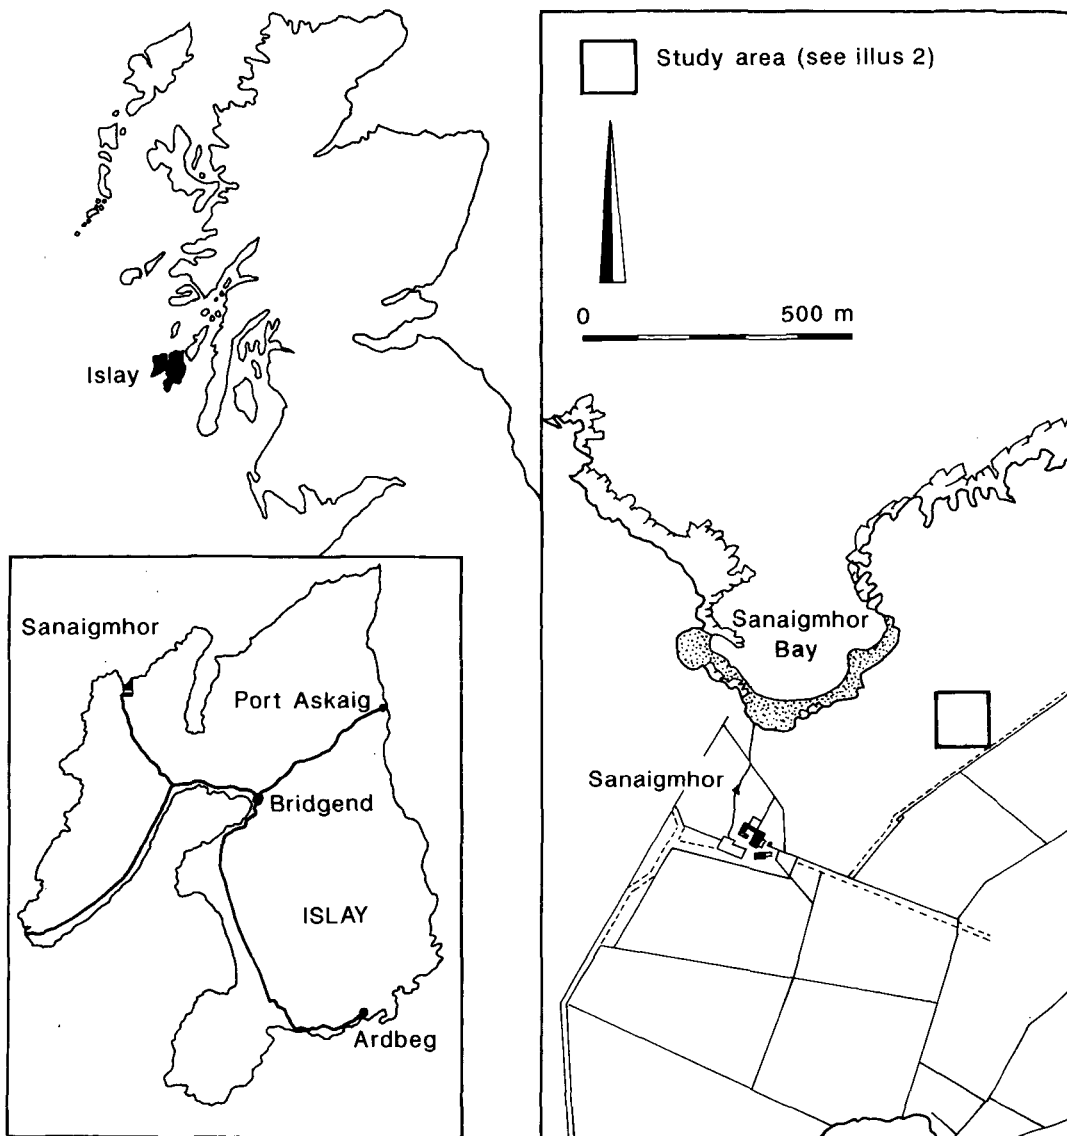 Study area (see illus 2)
0
500 m
Islay
Sanaigmhor
Bay
Sanaigmhor
Sanaigmhor
Port Askaig
Bridgend
ISLAY
Ardbeg